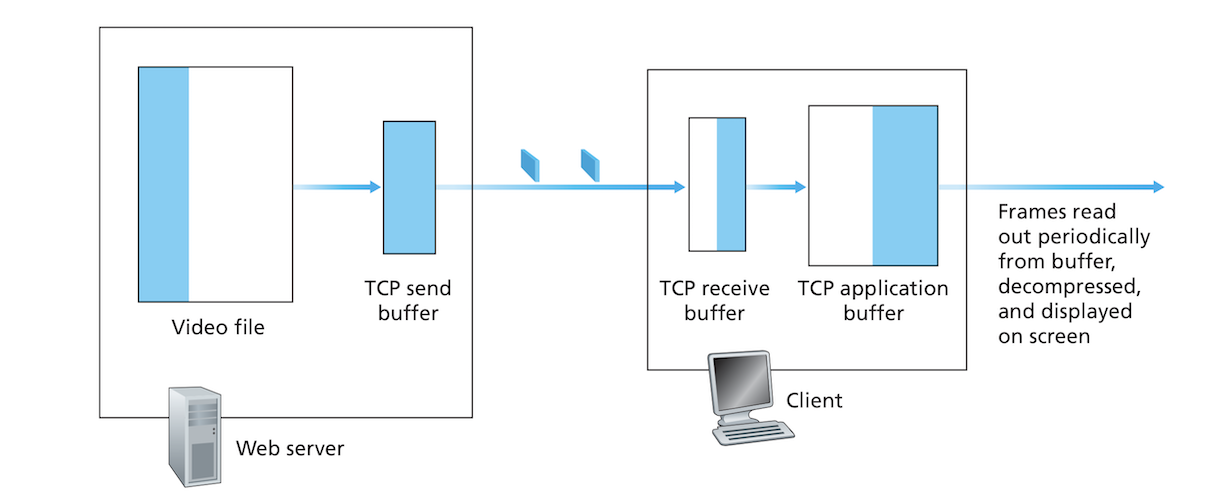 Video file
TCP send
buffer
Web server
TCP receive
buffer
TCP application
buffer
Client
Frames read
out periodically
from buffer,
decompressed,
and displayed
on screen